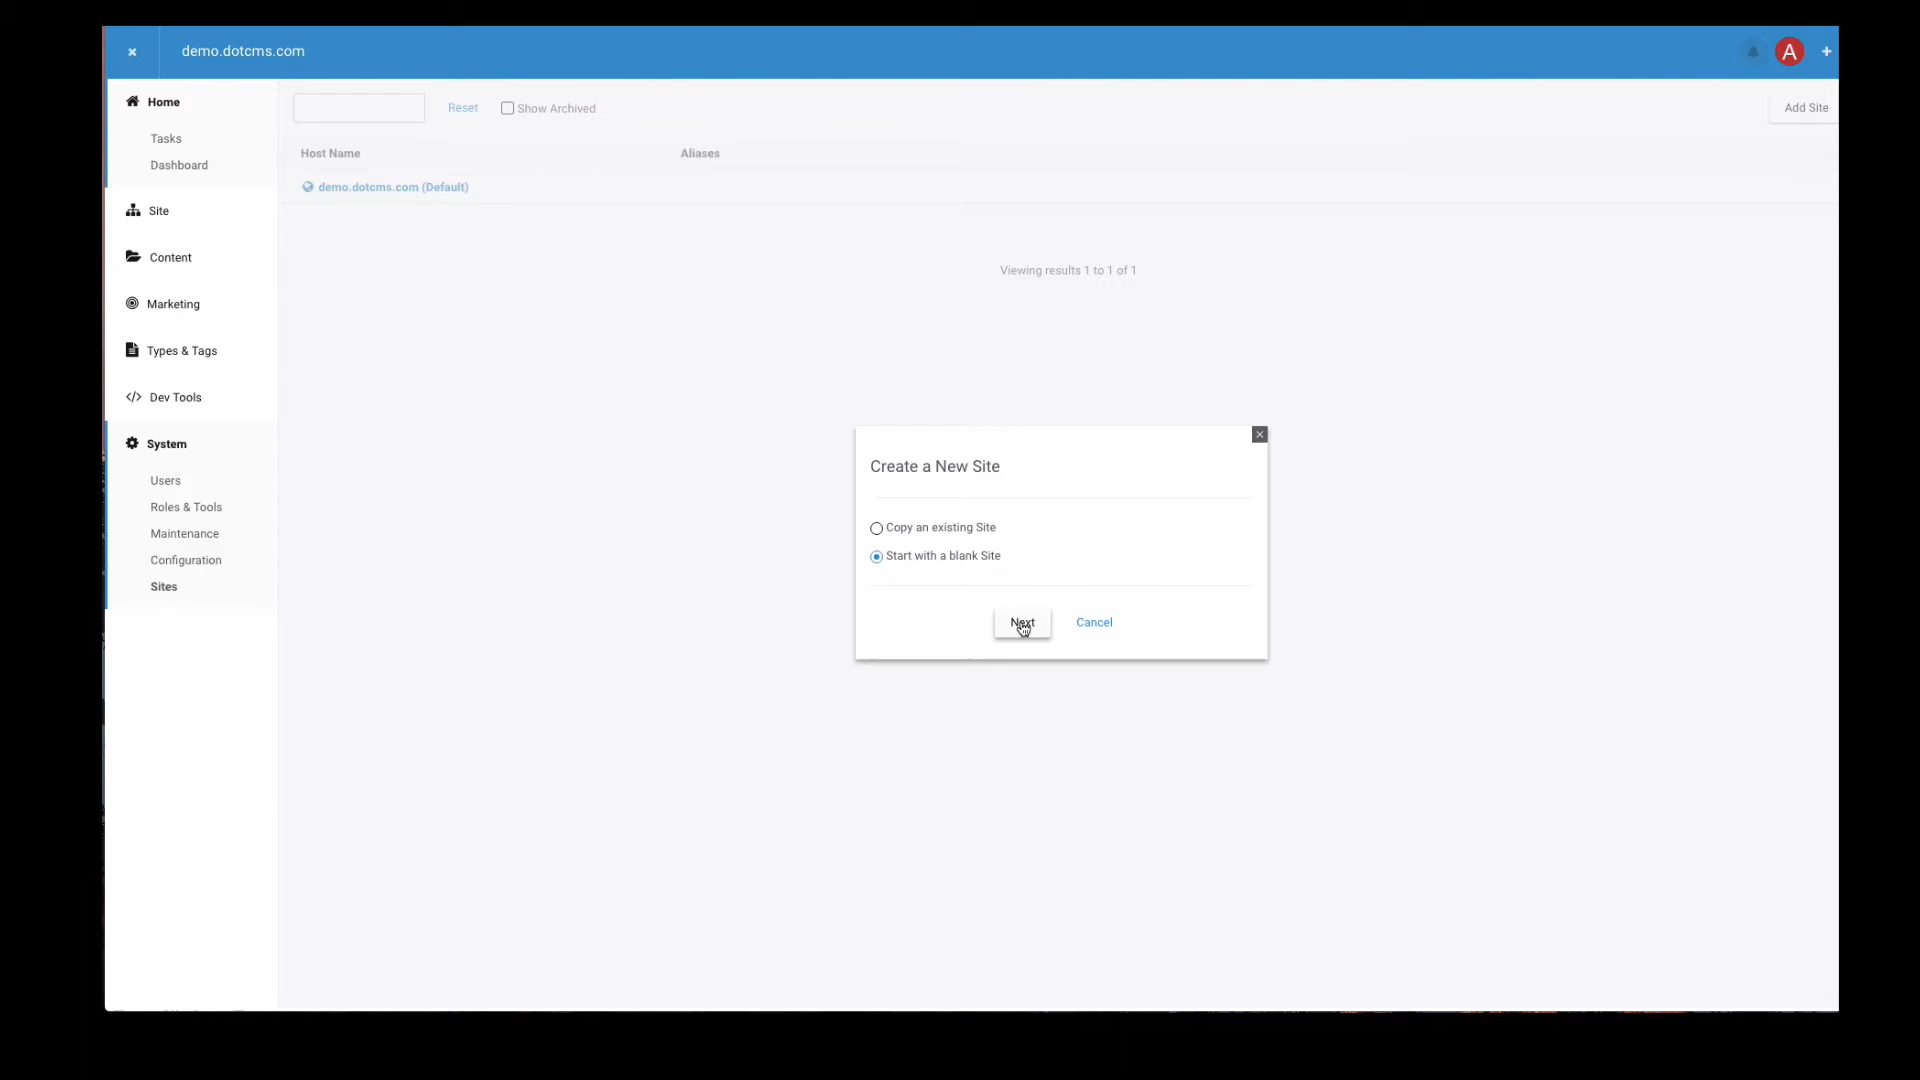 demo.dotcms.com
A
Home
Tasks
Dashboard
Site
Content
Marketing
Types & Tags
Dev Tools
System
Users
Roles & Tools
Maintenance
Configuration
Sites
Reset
Show Archived
Add Site
Host Name
Aliases
demo.dotcms.com (Default)
Viewing results 1 to 1 of 1
Create a New Site
Copy an existing Site
Start with a blank Site
Next
Cancel